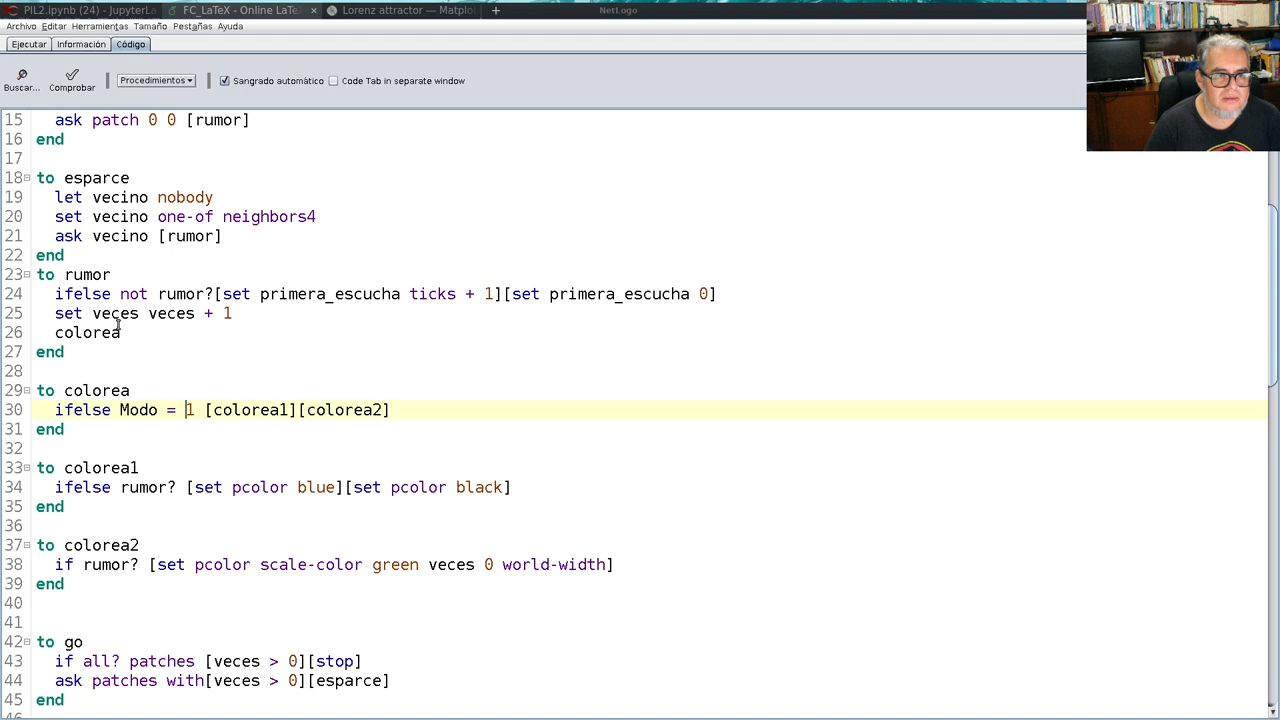 PIL2.ipynb (24) - JupyterLa
FC_LaTeX - Online LaTe
Lorenz attractor — Matplot
NetLogo
Archivo Editar Herramientas Tamaño Pestañas Ayuda
Ejecutar Información Código
Buscar... Comprobar Procedimientos Sangrado automático Code Tab in separate window
15 ask patch 0 0 [rumor]
16 end
17
18 to esparce
19 let vecino nobody
20 set vecino one-of neighbors4
21 ask vecino [rumor]
22 end
23 to rumor
24 ifelse not rumor?[set primera_escucha ticks + 1][set primera_escucha 0]
25 set veces veces + 1
26 colorea
27 end
28
29 to colorea
30 ifelse Modo = 1 [colorea1][colorea2]
31 end
32
33 to colorea1
34 ifelse rumor? [set pcolor blue][set pcolor black]
35 end
36
37 to colorea2
38 if rumor? [set pcolor scale-color green veces 0 world-width]
39 end
40
41
42 to go
43 if all? patches [veces > 0][stop]
44 ask patches with[veces > 0][esparce]
45 end